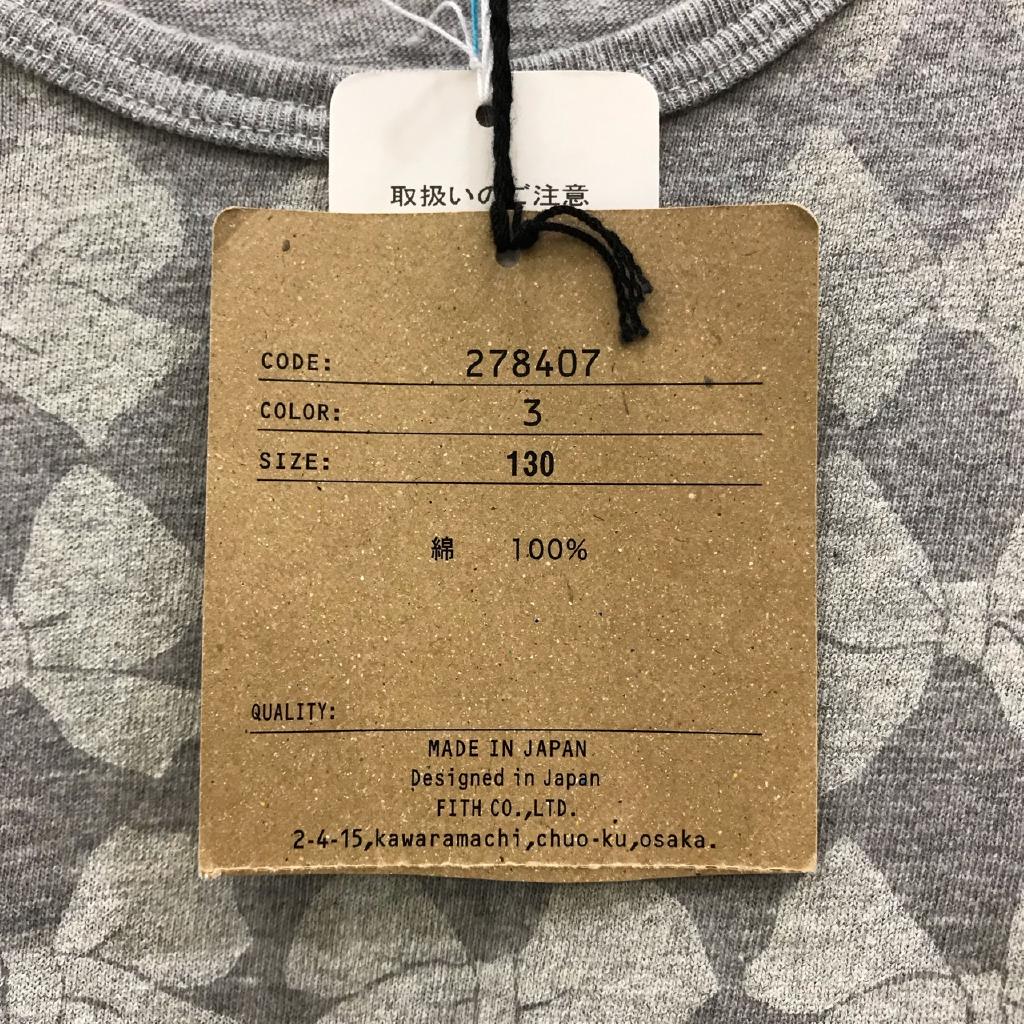 取扱いのご注意
CODE: 278407
COLOR: 3
SIZE: 130
綿 100%
QUALITY:
MADE IN JAPAN
Designed in Japan
FITH CO.,LTD.
2-4-15,kawaramachi,chuo-ku,osaka.